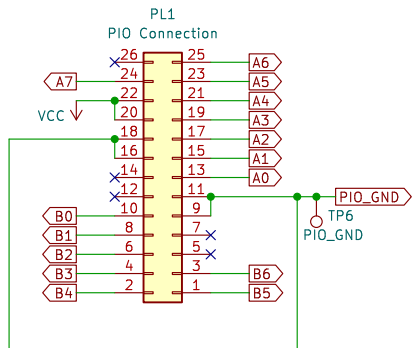 PL1
PIO Connection
26 25 A6
A7 24 23 A5
VCC 22 21 A4
20 19 A3
18 17 A2
16 15 A1
14 13 A0
12 11 PIO_GND
B0 10 9 TP6
B1 8 7 PIO_GND
B2 6 5
B3 4 3 B6
B4 2 1 B5